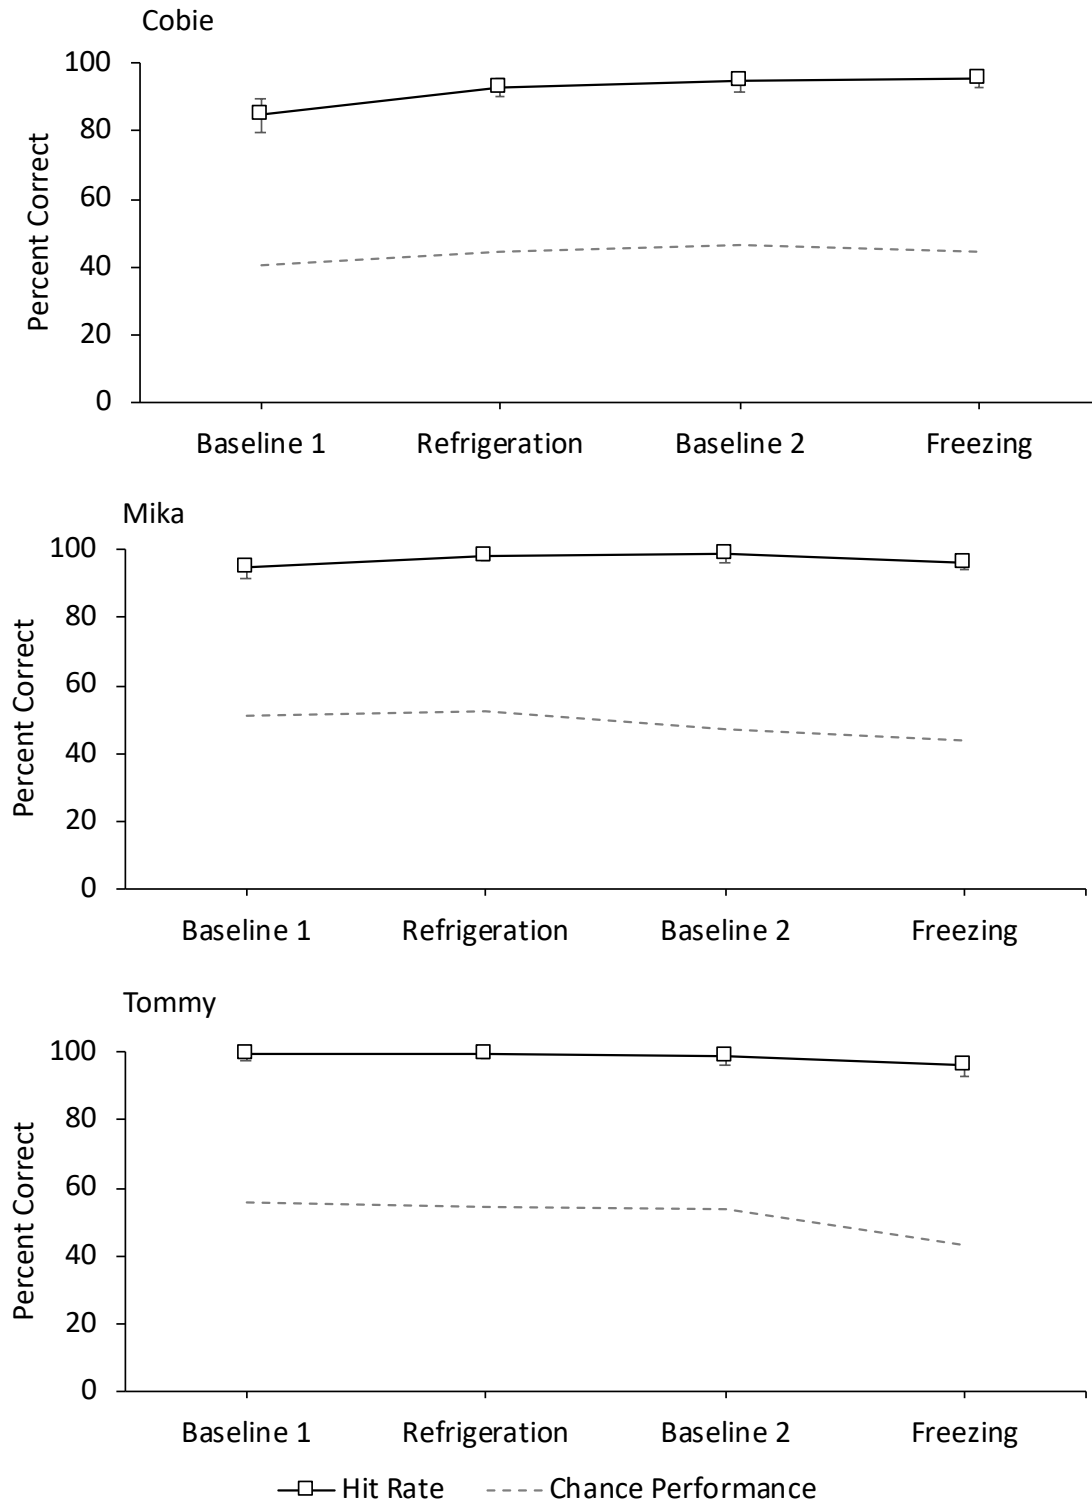 Cobie
100
80
60
40
20
0
Percent Correct
Baseline 1 Refrigeration Baseline 2 Freezing
Mika
100
80
60
40
20
0
Percent Correct
Baseline 1 Refrigeration Baseline 2 Freezing
Tommy
100
80
60
40
20
0
Percent Correct
Baseline 1 Refrigeration Baseline 2 Freezing
Hit Rate Chance Performance